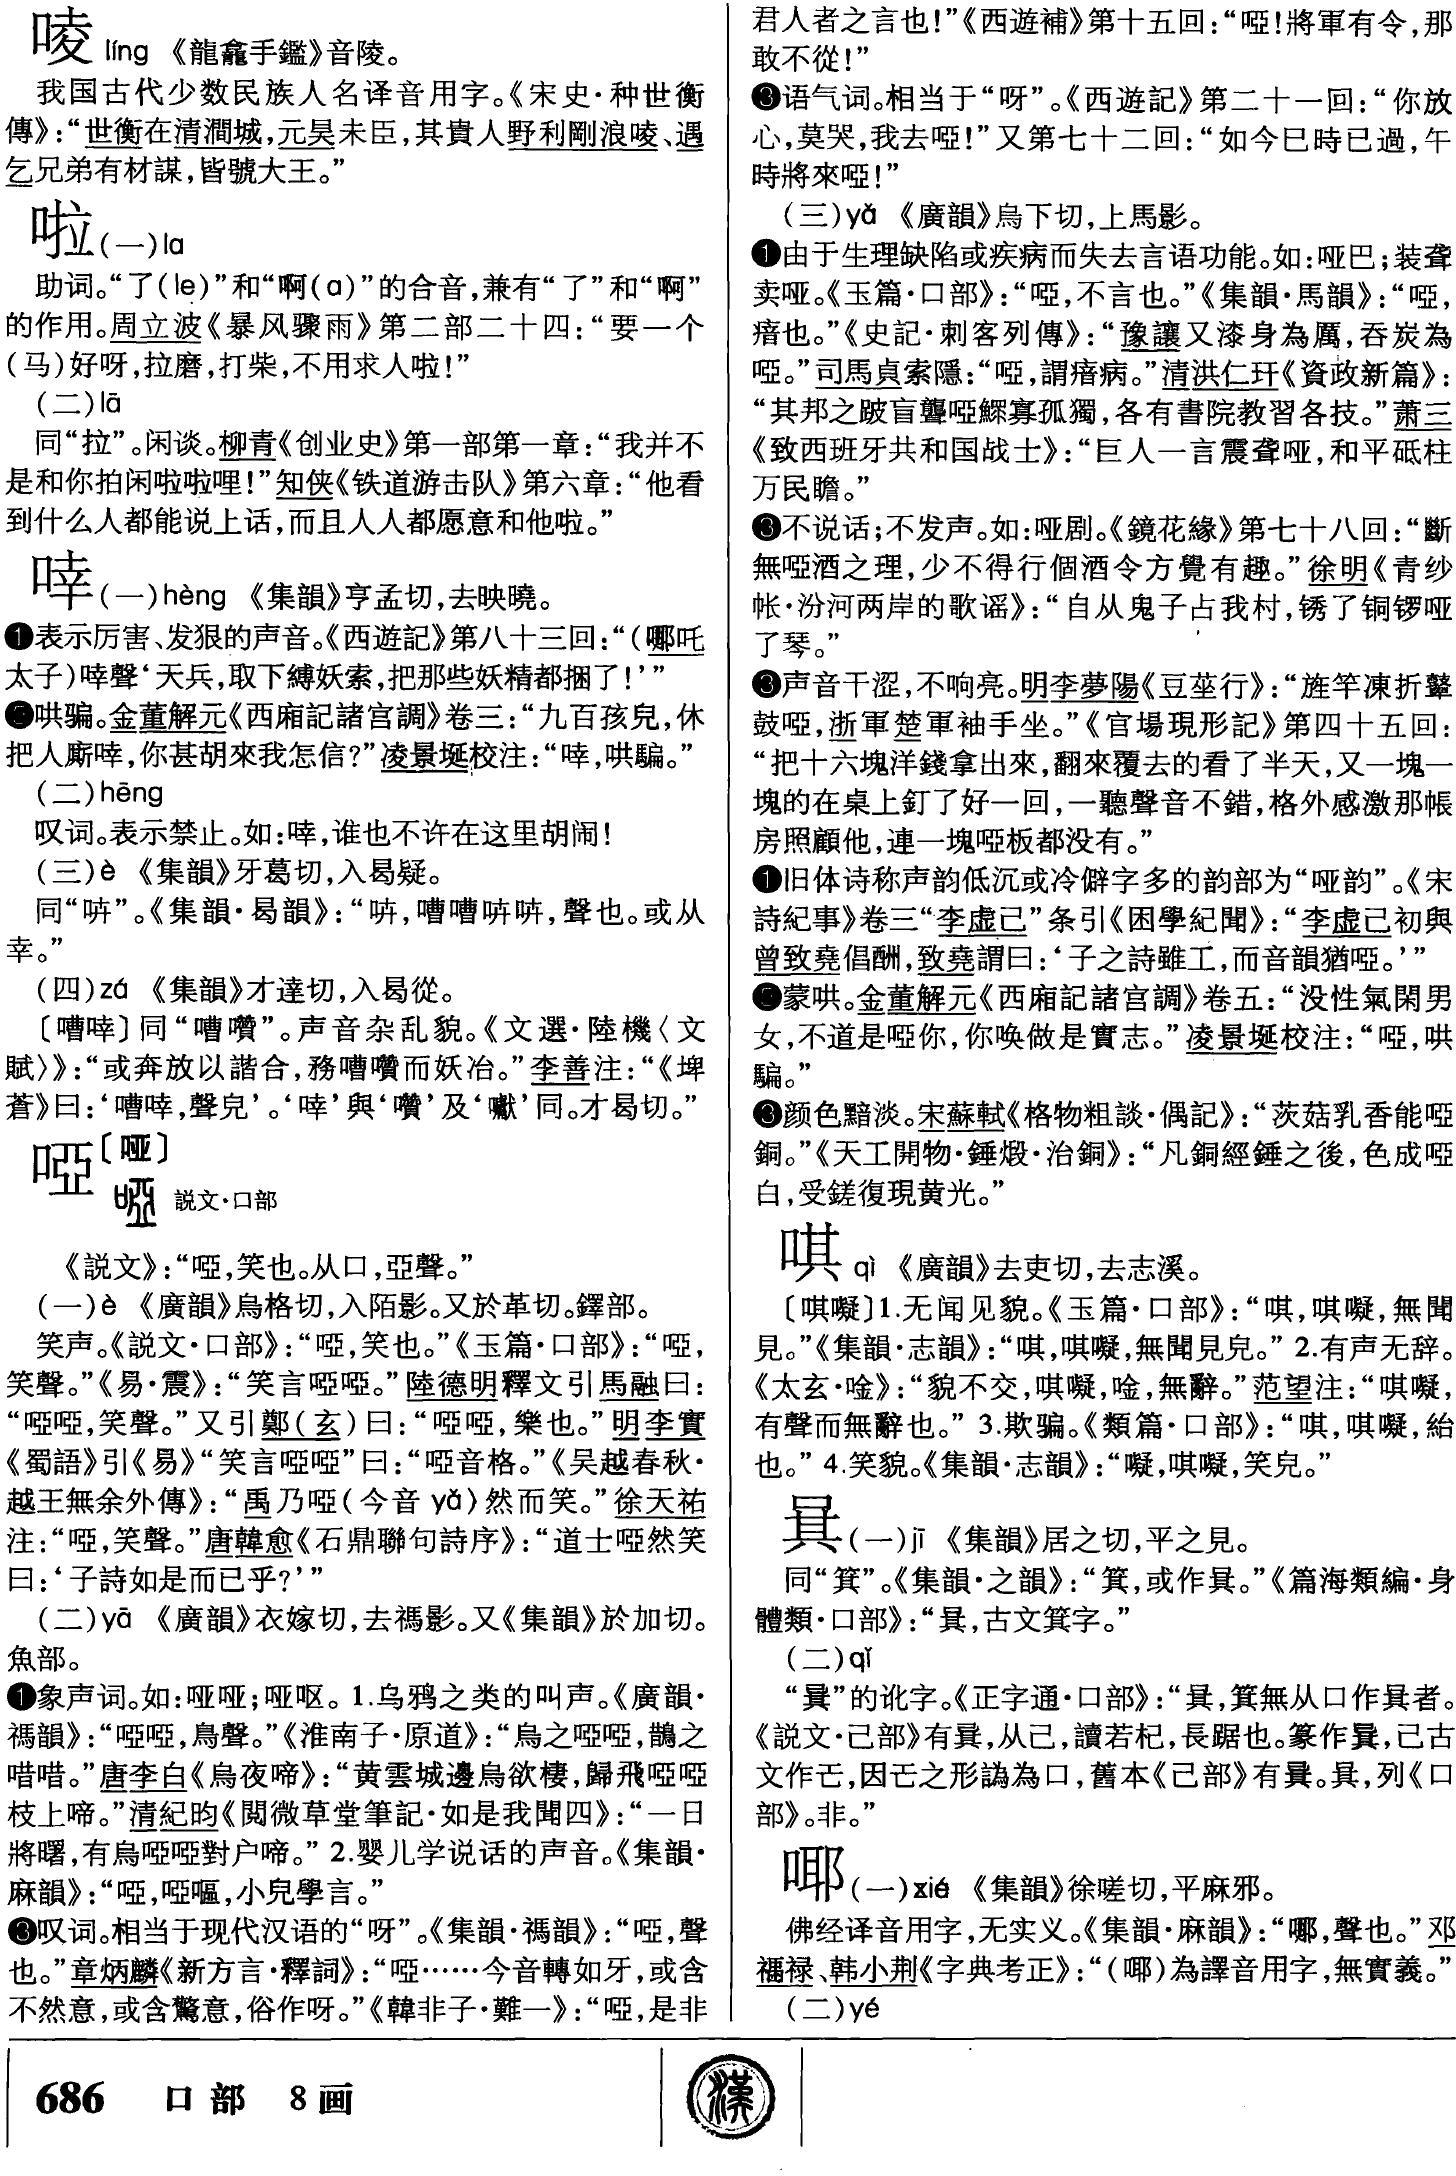 唛 líng 《龍龕手鑑》音陵。
我国古代少数民族人名译音用字。《宋史·种世衡
傳》:“世衡在清澗城,元昊未臣,其貴人野利剛浪唛、遇
乞兄弟有材謀,皆號大王。”
啦(一)la
助词。“了(le)”和“啊(a)”的合音,兼有“了”和“啊”
的作用。周立波《暴风骤雨》第二部二十四:“要一个
(马)好呀,拉磨,打柴,不用求人啦!”
(二)lā
同“拉”。闲谈。柳青《创业史》第一部第一章:“我并不
是和你拍闲啦啦哩!”知侠《铁道游击队》第六章:“他看
到什么人都能说上话,而且人人都愿意和他啦。”
啈(一)hèng 《集韻》亨孟切,去映曉。
❶表示厉害、发狠的声音。《西遊記》第八十三回:“(哪吒
太子)啈聲‘天兵,取下縛妖索,把那些妖精都捆了!’”
❷哄骗。金董解元《西廂記諸宫調》卷三:“九百孩兒,休
把人廝啈,你甚胡來我怎信?”凌景埏校注:“啈,哄騙。”
(二)hēng
叹词。表示禁止。如:啈,谁也不许在这里胡闹!
(三)è 《集韻》牙葛切,入曷疑。
同“㖕”。《集韻·曷韻》:“㖕,嘈嘈㖕㖕,聲也。或从
幸。”
(四)zá 《集韻》才達切,入曷從。
〔嘈啈〕同“嘈囋”。声音杂乱貌。《文選·陸機〈文
賦〉》:“或奔放以諧合,務嘈囋而妖冶。”李善注:“《埤
蒼》曰:‘嘈啈,聲皃’。‘啈’與‘囋’及‘囐’同。才曷切。”
啞〔哑〕
説文·口部
《説文》:“啞,笑也。从口,亞聲。”
(一)è 《廣韻》烏格切,入陌影。又於革切。鐸部。
笑声。《説文·口部》:“啞,笑也。”《玉篇·口部》:“啞,
笑聲。”《易·震》:“笑言啞啞。”陸德明釋文引馬融曰:
“啞啞,笑聲。”又引鄭(玄)曰:“啞啞,樂也。”明李實
《蜀語》引《易》“笑言啞啞”曰:“啞音格。”《吴越春秋·
越王無余外傳》:“禹乃啞(今音 yǎ)然而笑。”徐天祐
注:“啞,笑聲。”唐韓愈《石鼎聯句詩序》:“道士啞然笑
曰:‘子詩如是而已乎?’”
(二)yā 《廣韻》衣嫁切,去禡影。又《集韻》於加切。
魚部。
❶象声词。如:哑哑;哑呕。1.乌鸦之类的叫声。《廣韻·
禡韻》:“啞啞,鳥聲。”《淮南子·原道》:“烏之啞啞,鵲之
唶唶。”唐李白《烏夜啼》:“黄雲城邊烏欲棲,歸飛啞啞
枝上啼。”清紀昀《閲微草堂筆記·如是我聞四》:“一日
將曙,有烏啞啞對户啼。”2.婴儿学说话的声音。《集韻·
麻韻》:“啞,啞嘔,小兒學言。”
❷叹词。相当于现代汉语的“呀”。《集韻·禡韻》:“啞,聲
也。”章炳麟《新方言·釋詞》:“啞……今音轉如牙,或含
不然意,或含驚意,俗作呀。”《韓非子·難一》:“啞,是非
君人者之言也!”《西遊補》第十五回:“啞!將軍有令,那
敢不從!”
❸语气词。相当于“呀”。《西遊記》第二十一回:“你放
心,莫哭,我去啞!”又第七十二回:“如今巳時已過,午
時將來啞!”
(三)yǎ 《廣韻》烏下切,上馬影。
❶由于生理缺陷或疾病而失去言语功能。如:哑巴;装聋
卖哑。《玉篇·口部》:“啞,不言也。”《集韻·馬韻》:“啞,
瘖也。”《史記·刺客列傳》:“豫讓又漆身為厲,吞炭為
啞。”司馬貞索隱:“啞,謂瘖病。”清洪仁玕《資政新篇》:
“其邦之跛盲聾啞鰥寡孤獨,各有書院教習各技。”萧三
《致西班牙共和国战士》:“巨人一言震聋哑,和平砥柱
万民瞻。”
❷不说话;不发声。如:哑剧。《鏡花緣》第七十八回:“斷
無啞酒之理,少不得行個酒令方覺有趣。”徐明《青纱
帐·汾河两岸的歌谣》:“自从鬼子占我村,锈了铜锣哑
了琴。”
❸声音干涩,不响亮。明李夢陽《豆莝行》:“旌竿凍折鼙
鼓啞,浙軍楚軍袖手坐。”《官場現形記》第四十五回:
“把十六塊洋錢拿出來,翻來覆去的看了半天,又一塊一
塊的在桌上釘了好一回,一聽聲音不錯,格外感激那帳
房照顧他,連一塊啞板都没有。”
❹旧体诗称声韵低沉或冷僻字多的韵部为“哑韵”。《宋
詩紀事》卷三“李虚己”条引《困學紀聞》:“李虚己初與
曾致堯倡酬,致堯謂曰:‘子之詩雖工,而音韻猶啞。’”
❺蒙哄。金董解元《西廂記諸宫調》卷五:“没性氣閑男
女,不道是啞你,你唤做是實志。”凌景埏校注:“啞,哄
騙。”
❻颜色黯淡。宋蘇軾《格物粗談·偶記》:“茨菇乳香能啞
銅。”《天工開物·錘煅·治銅》:“凡銅經錘之後,色成啞
白,受鎈復現黄光。”
唭 qì 《廣韻》去吏切,去志溪。
〔唭㘈〕1.无闻见貌。《玉篇·口部》:“唭,唭㘈,無聞
見。”《集韻·志韻》:“唭,唭㘈,無聞見皃。”2.有声无辞。
《太玄·唫》:“貌不交,唭㘈,唫,無辭。”范望注:“唭㘈,
有聲而無辭也。”3.欺骗。《類篇·口部》:“唭,唭㘈,紿
也。”4.笑貌。《集韻·志韻》:“㘈,唭㘈,笑皃。”
(一)jī 《集韻》居之切,平之見。
同“箕”。《集韻·之韻》:“箕,或作。”《篇海類編·身
體類·口部》:“,古文箕字。”
(二)qǐ
“㠱”的讹字。《正字通·口部》:“,箕無从口作者。
《説文·己部》有㠱,从己,讀若杞,長踞也。篆作,己古
文作,因之形譌為口,舊本《己部》有㠱。,列《口
部》。非。”
㖿(一)xié 《集韻》徐嗟切,平麻邪。
佛经译音用字,无实义。《集韻·麻韻》:“㖿,聲也。”邓
福禄、韩小荆《字典考正》:“(㖿)為譯音用字,無實義。”
(二)yé
686 口部 8画
漢